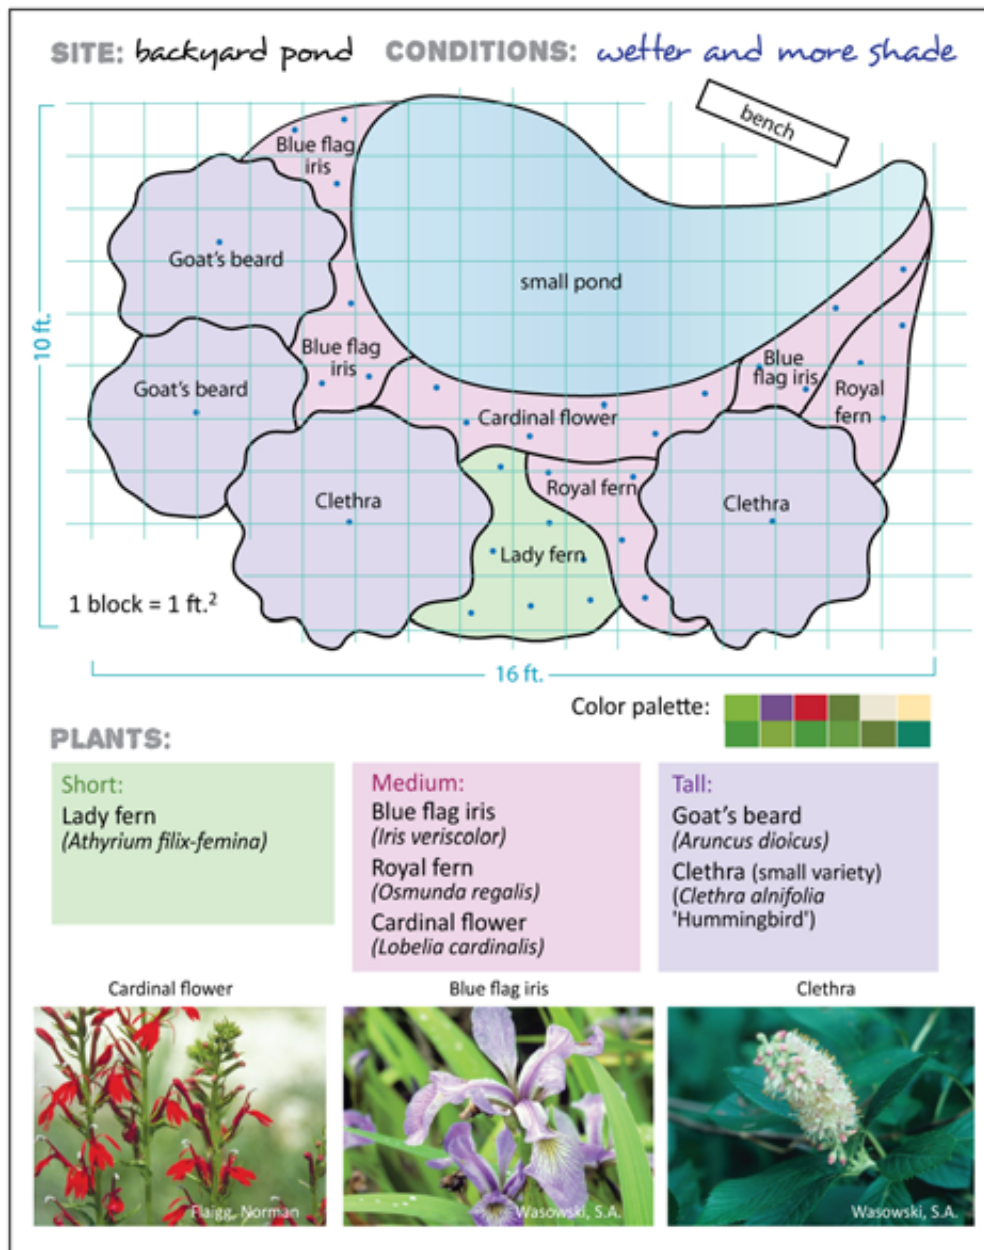 SITE: backyard pond CONDITIONS: wetter and more shade
bench
Blue flag
iris
Goat's beard
small pond
10 ft.
Blue flag
iris
Blue
flag iris
Goat's beard
Royal
fern
Cardinal flower
Royal fern
Clethra
Clethra
Lady fern
1 block = 1 ft.²
16 ft.
Color palette:
PLANTS:
Short:
Lady fern
(Athyrium filix-femina)
Medium:
Blue flag iris
(Iris veriscolor)
Royal fern
(Osmunda regalis)
Cardinal flower
(Lobelia cardinalis)
Tall:
Goat's beard
(Aruncus dioicus)
Clethra (small variety)
(Clethra alnifolia
'Hummingbird')
Cardinal flower
Blue flag iris
Clethra
Flaigg, Norman
Wasowski, S.A.
Wasowski, S.A.